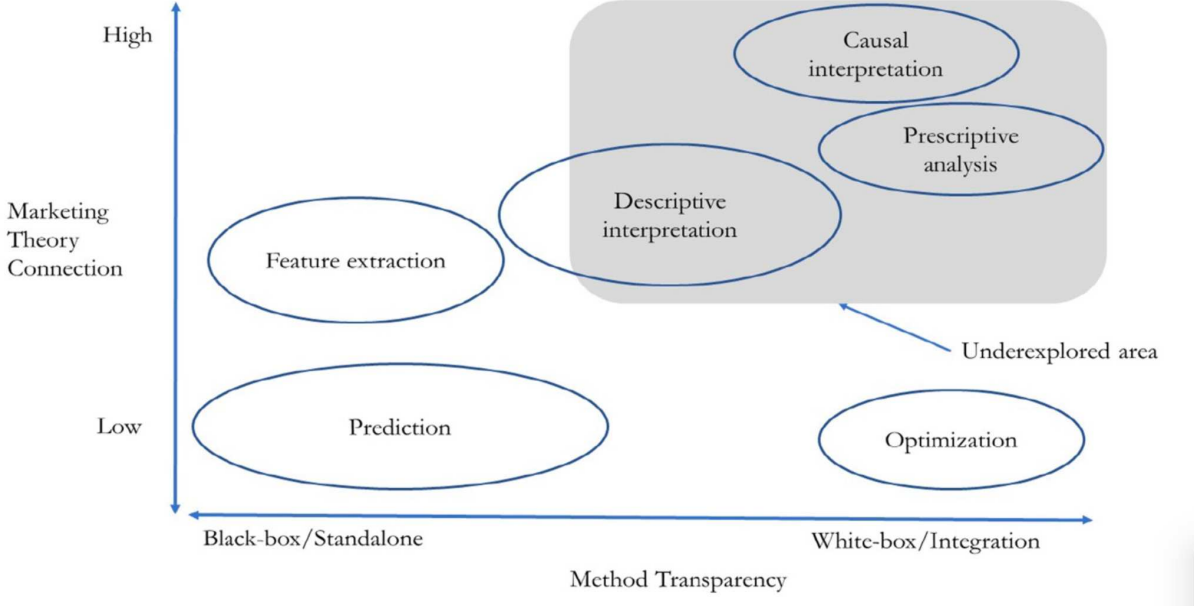 High
Causal
interpretation
Prescriptive
analysis
Marketing
Theory
Connection
Descriptive
interpretation
Feature extraction
Underexplored area
Low
Prediction
Optimization
Black-box/Standalone
White-box/Integration
Method Transparency